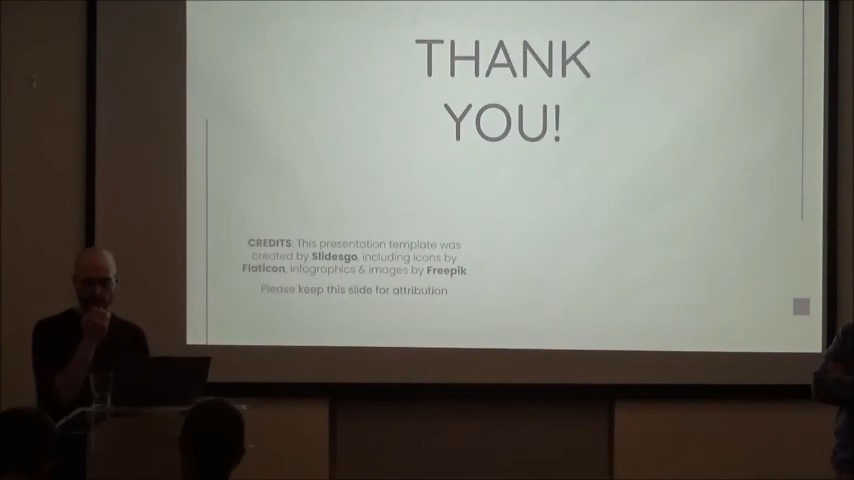 THANK
YOU!
CREDITS: This presentation template was
created by Slidesgo, including icons by
Flaticon, infographics & images by Freepik
Please keep this slide for attribution